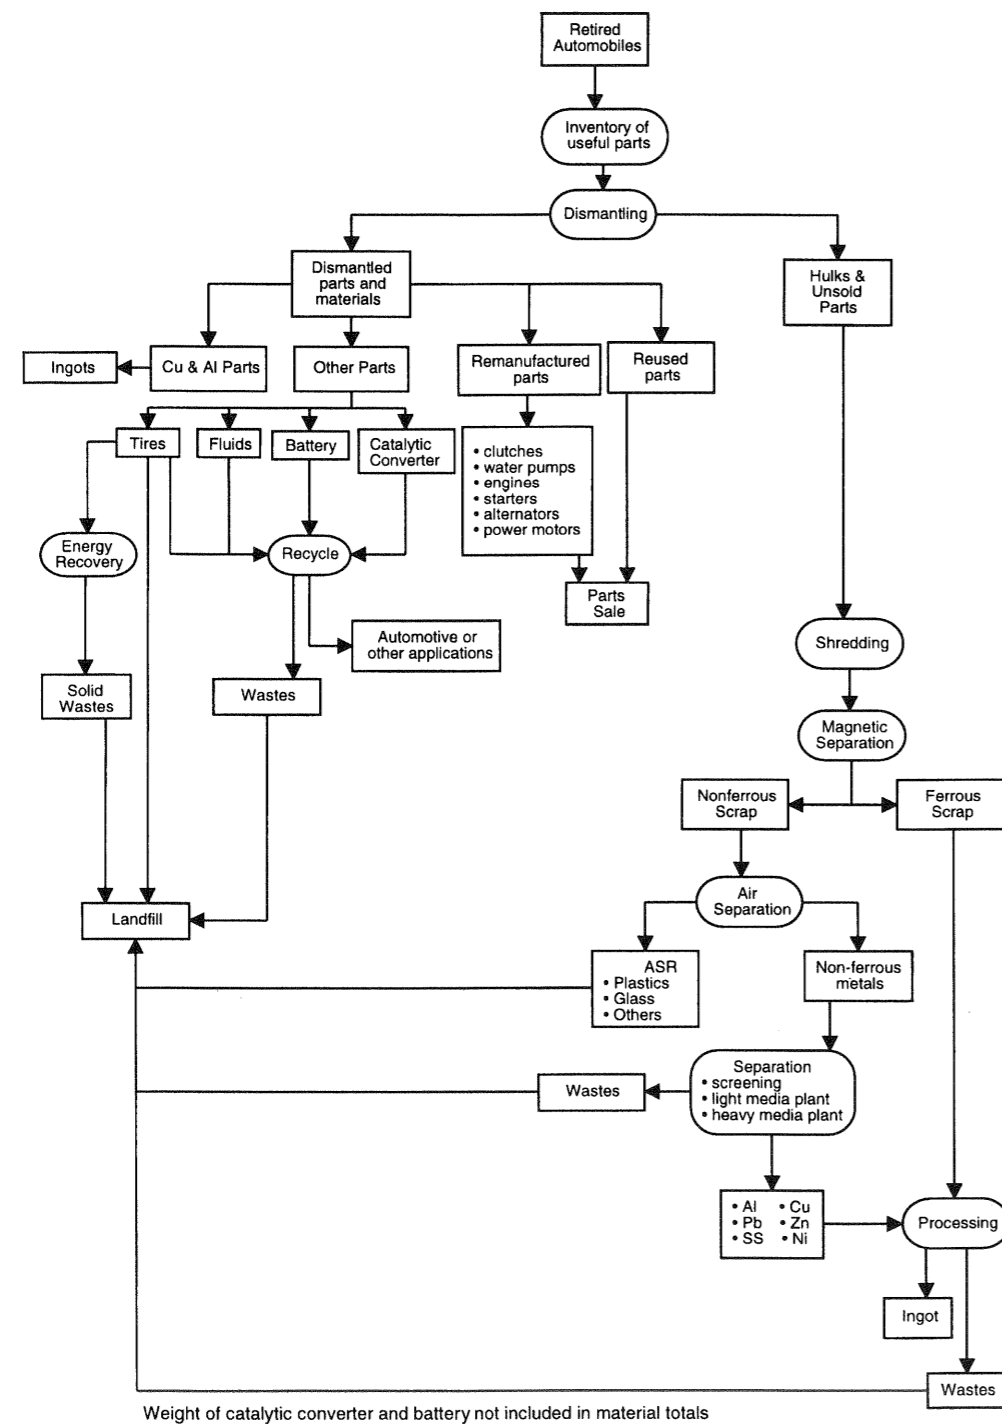 Retired
Automobiles
Inventory of
useful parts
Dismantling
Dismantled
parts and
materials
Hulks &
Unsold
Parts
Ingots
Cu & Al Parts
Other Parts
Remanufactured
parts
Reused
parts
Tires
Fluids
Battery
Catalytic
Converter
• clutches
• water pumps
• engines
• starters
• alternators
• power motors
Energy
Recovery
Recycle
Parts
Sale
Automotive or
other applications
Shredding
Solid
Wastes
Wastes
Magnetic
Separation
Nonferrous
Scrap
Ferrous
Scrap
Air
Separation
Landfill
ASR
• Plastics
• Glass
• Others
Non-ferrous
metals
Separation
• screening
• light media plant
• heavy media plant
Wastes
• Al • Cu
• Pb • Zn
• SS • Ni
Processing
Ingot
Wastes
Weight of catalytic converter and battery not included in material totals